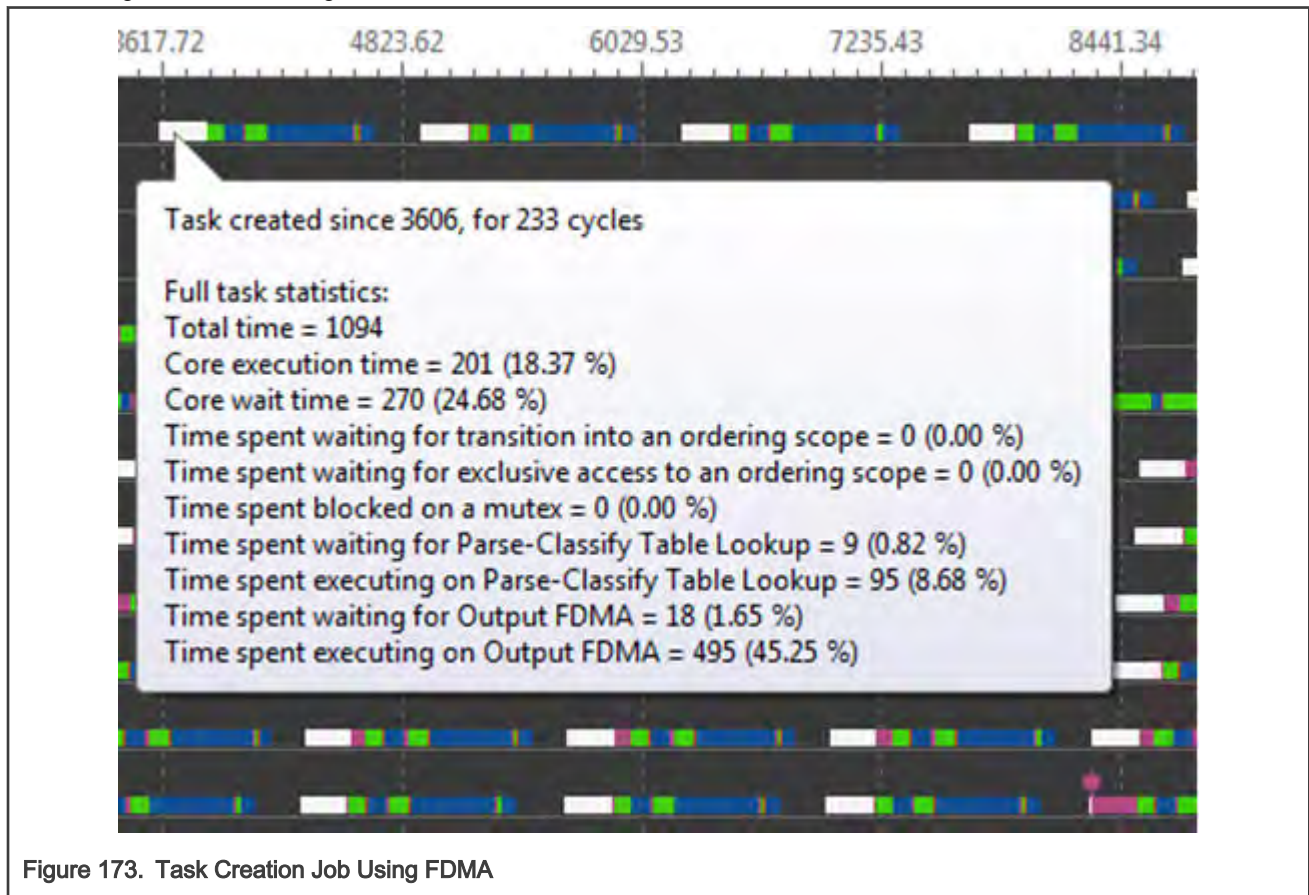 3617.72 4823.62 6029.53 7235.43 8441.34
Task created since 3606, for 233 cycles
Full task statistics:
Total time = 1094
Core execution time = 201 (18.37 %)
Core wait time = 270 (24.68 %)
Time spent waiting for transition into an ordering scope = 0 (0.00 %)
Time spent waiting for exclusive access to an ordering scope = 0 (0.00 %)
Time spent blocked on a mutex = 0 (0.00 %)
Time spent waiting for Parse-Classify Table Lookup = 9 (0.82 %)
Time spent executing on Parse-Classify Table Lookup = 95 (8.68 %)
Time spent waiting for Output FDMA = 18 (1.65 %)
Time spent executing on Output FDMA = 495 (45.25 %)
Figure 173. Task Creation Job Using FDMA